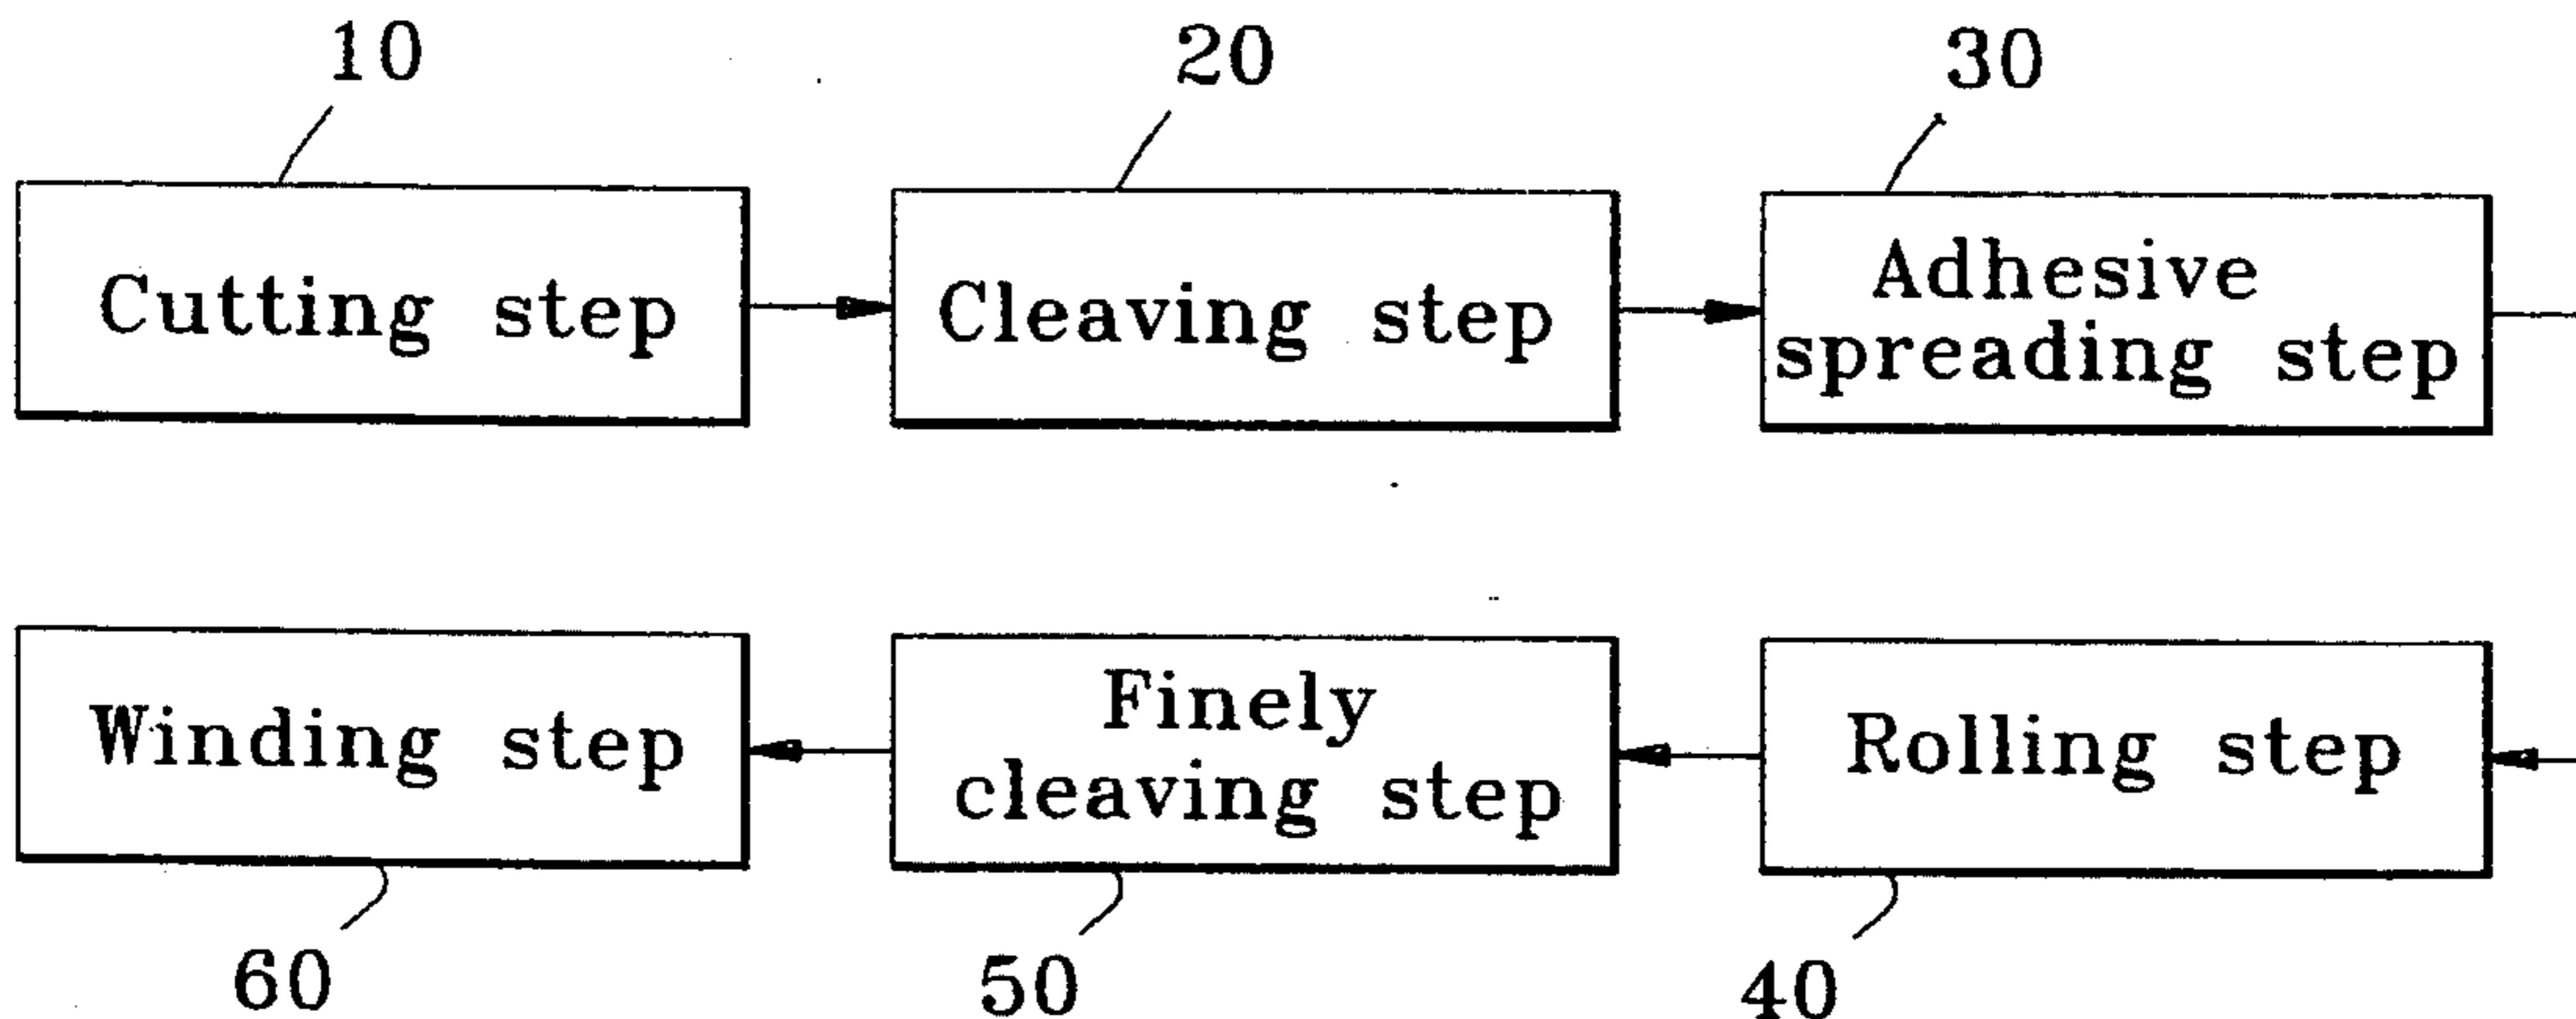 10
20
30
Cutting step
Cleaving step
Adhesive
spreading step
Winding step
Finely
cleaving step
Rolling step
60
50
40